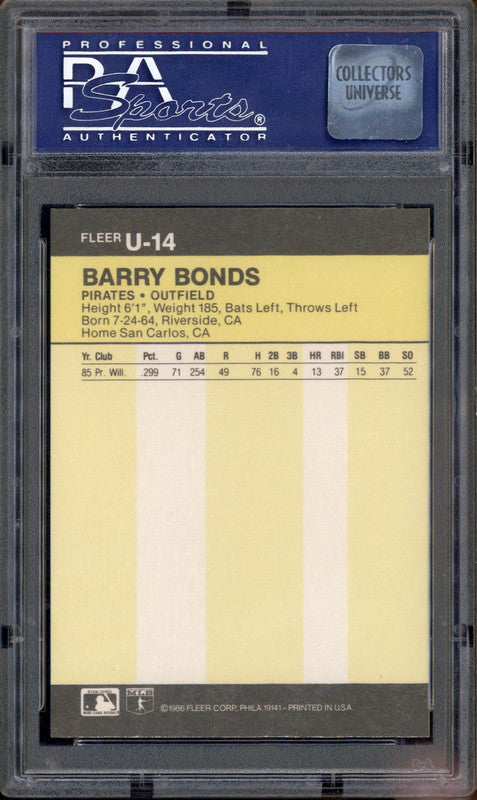 PROFESSIONAL
PSA
Sports®
AUTHENTICATOR
COLLECTORS
UNIVERSE
FLEER U-14
BARRY BONDS
PIRATES • OUTFIELD
Height 6'1", Weight 185, Bats Left, Throws Left
Born 7-24-64, Riverside, CA
Home San Carlos, CA
Yr. Club Pct. G AB R H 2B 3B HR RBI SB BB SO
85 Pr. Will. .299 71 254 49 76 16 4 13 37 15 37 52
©1986 FLEER CORP. PHILA. 19141 – PRINTED IN U.S.A.
PSA